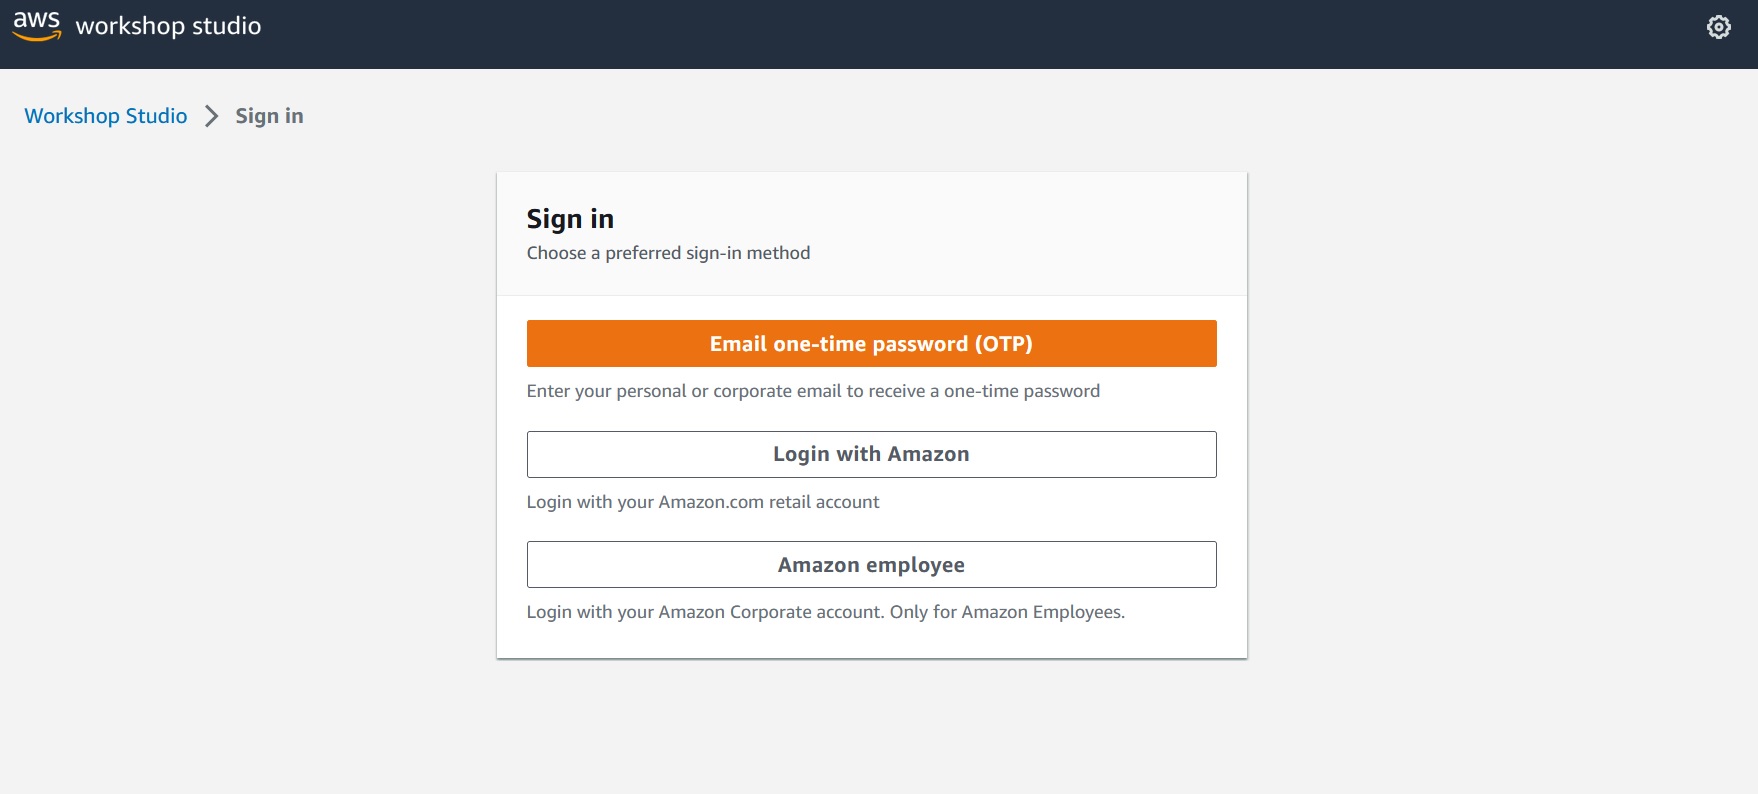 aws workshop studio
Workshop Studio > Sign in
Sign in
Choose a preferred sign-in method
Email one-time password (OTP)
Enter your personal or corporate email to receive a one-time password
Login with Amazon
Login with your Amazon.com retail account
Amazon employee
Login with your Amazon Corporate account. Only for Amazon Employees.